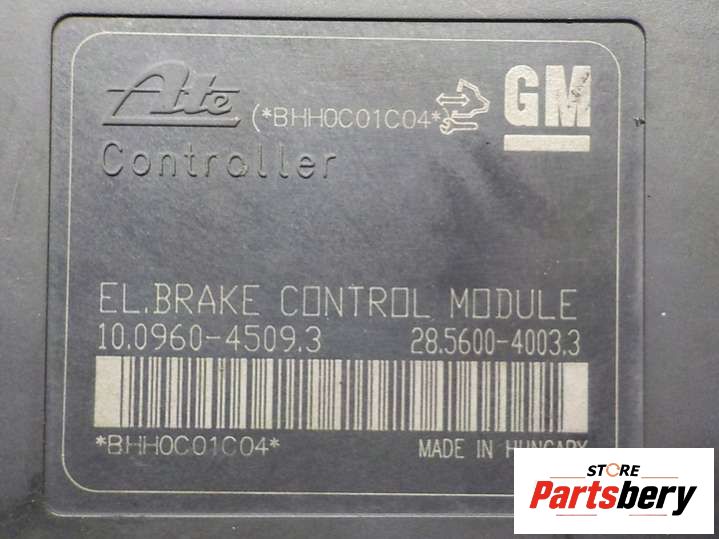 Ate (*BHH0C01C04*) GM
Controller
EL.BRAKE CONTROL MODULE
10.0960-4509.3 28.5600-4003.3
*BHH0C01C04* MADE IN HUNGARY
STORE
Partsbery